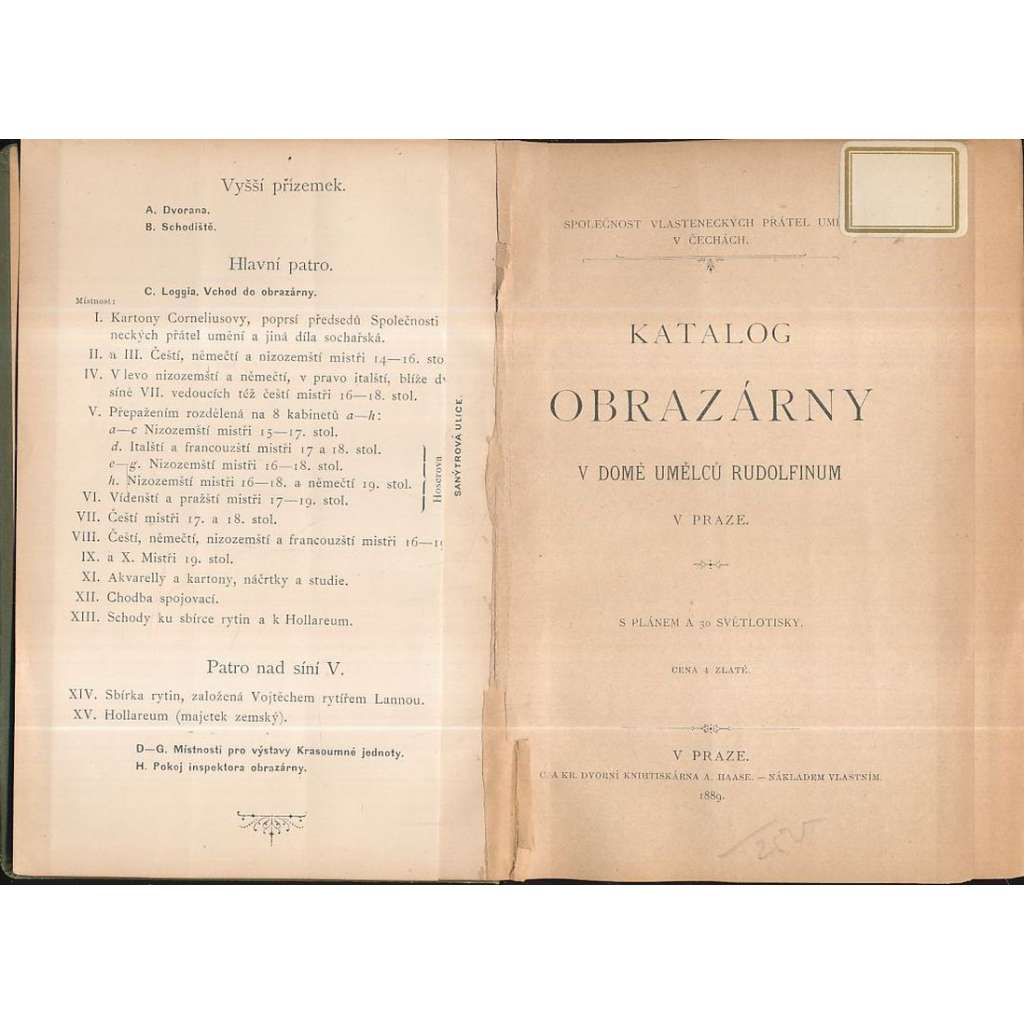 Vyšší přízemek.
A. Dvorana.
B. Schodiště.
Hlavní patro.
C. Loggia. Vchod do obrazárny.
Místnost:
I. Kartony Corneliusovy, poprsí předsedů Společnosti
neckých přátel umění a jiná díla sochařská.
II. a III. Čeští, němečtí a nizozemští mistři 14—16. sto
IV. V levo nizozemští a němečtí, v pravo italští, blíže d
síně VII. vedoucích též čeští mistři 16—18. stol.
V. Přepažením rozdělená na 8 kabinetů a—h:
a—c Nizozemští mistři 15—17. stol.
d. Italští a francouzští mistři 17 a 18. stol.
e—g. Nizozemští mistři 16—18. stol.
h. Nizozemští mistři 16—18. a němečtí 19. stol.
Hoserova
SANÝTROVÁ ULICE.
VI. Vídenští a pražští mistři 17—19. stol.
VII. Čeští mistři 17. a 18. stol.
VIII. Čeští, němečtí, nizozemští a francouzští mistři 16—19
IX. a X. Mistři 19. stol.
XI. Akvarelly a kartony, náčrtky a studie.
XII. Chodba spojovací.
XIII. Schody ku sbírce rytin a k Hollareum.
Patro nad síní V.
XIV. Sbírka rytin, založená Vojtěchem rytířem Lannou.
XV. Hollareum (majetek zemský).
D—G. Místnosti pro výstavy Krasoumné jednoty.
H. Pokoj inspektora obrazárny.
SPOLEČNOST VLASTENECKÝCH PŘÁTEL UMĚ
V ČECHÁCH.
KATALOG
OBRAZÁRNY
V DOMĚ UMĚLCŮ RUDOLFINUM
V PRAZE.
S PLÁNEM A 30 SVĚTLOTISKY.
CENA 4 ZLATÉ.
V PRAZE.
C. A KR. DVORNÍ KNIHTISKÁRNA A. HAASE. — NÁKLADEM VLASTNÍM.
1889.